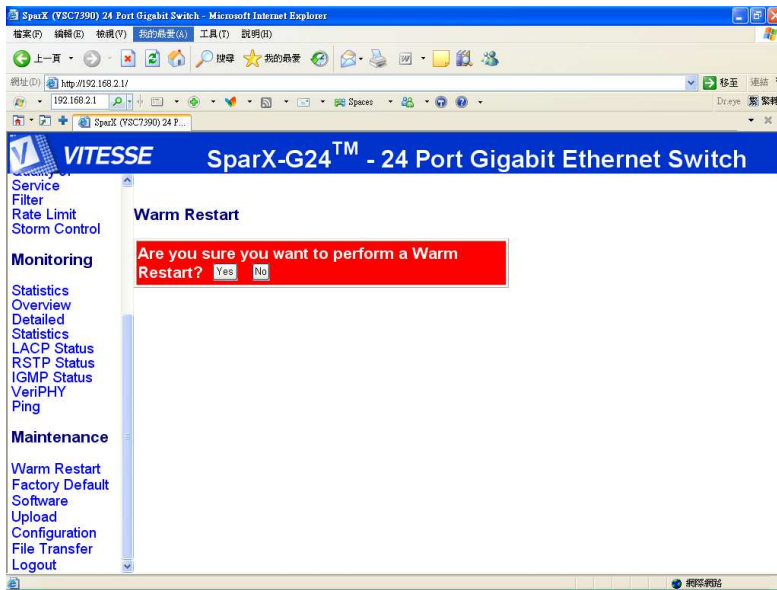 SparX (VSC7390) 24 Port Gigabit Switch - Microsoft Internet Explorer
檔案(F) 編輯(E) 檢視(V) 我的最愛(A) 工具(T) 說明(H)
上一頁 搜尋 我的最愛
網址(D) http://192.168.2.1/ 移至 連結
192.168.2.1 Spaces Dr.eye
SparX (VSC7390) 24 P...
VITESSE SparX-G24TM - 24 Port Gigabit Ethernet Switch
Quality of
Service
Filter
Rate Limit
Storm Control
Monitoring
Statistics
Overview
Detailed
Statistics
LACP Status
RSTP Status
IGMP Status
VeriPHY
Ping
Maintenance
Warm Restart
Factory Default
Software
Upload
Configuration
File Transfer
Logout
Warm Restart
Are you sure you want to perform a Warm
Restart? Yes No
網際網路